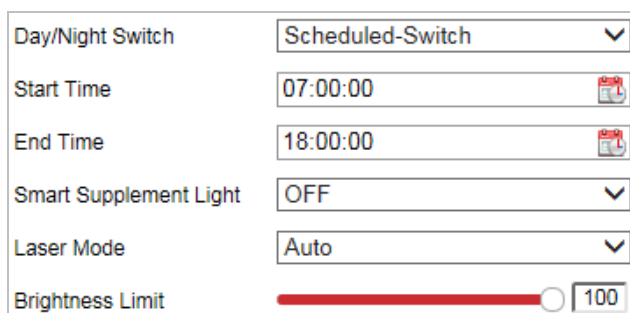 Day/Night Switch Scheduled-Switch
Start Time 07:00:00
End Time 18:00:00
Smart Supplement Light OFF
Laser Mode Auto
Brightness Limit 100